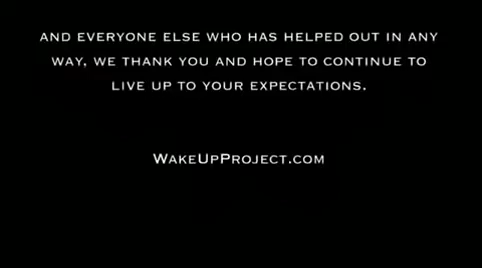 AND EVERYONE ELSE WHO HAS HELPED OUT IN ANY
WAY, WE THANK YOU AND HOPE TO CONTINUE TO
LIVE UP TO YOUR EXPECTATIONS.
WAKEUPPROJECT.COM